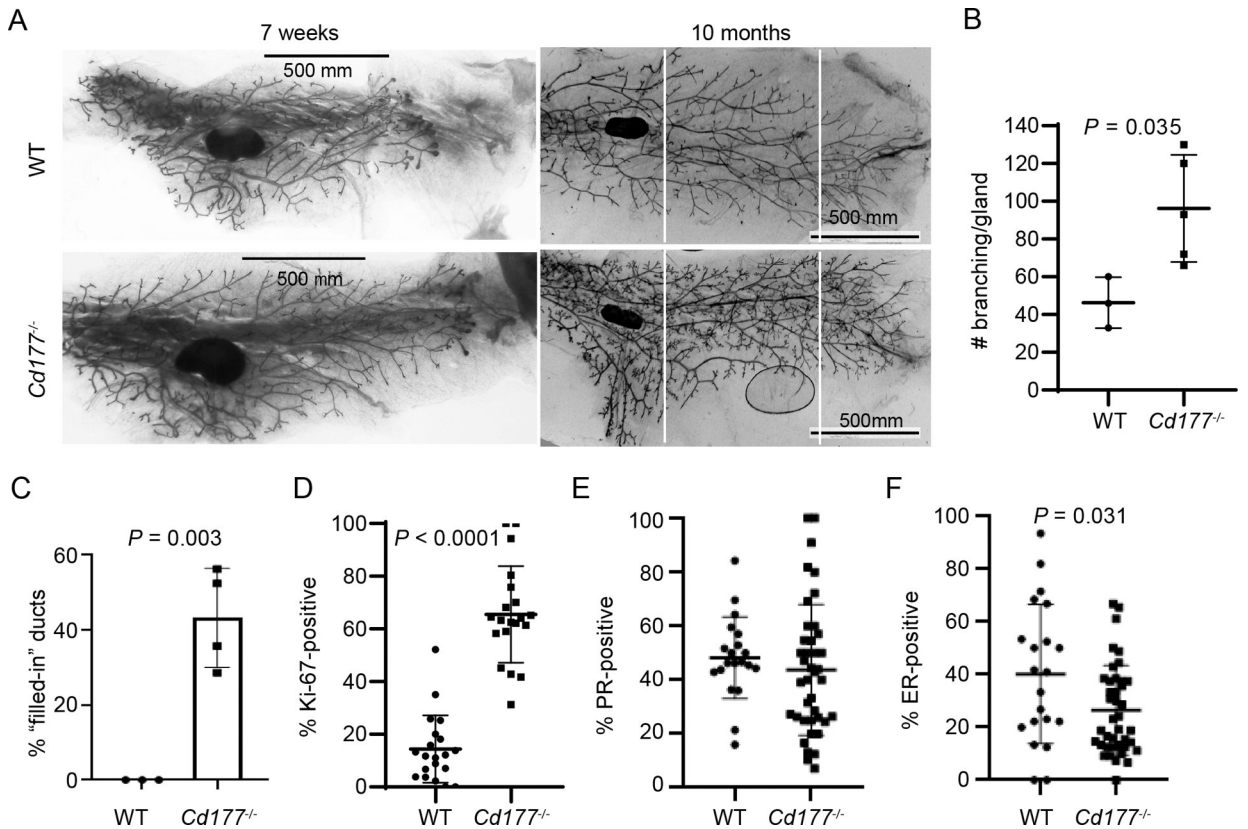 A
7 weeks
10 months
WT
500 mm
500 mm
Cd177-/-
500 mm
500mm
B
# branching/gland
P = 0.035
140
120
100
80
60
40
20
0
WT
Cd177-/-
C
% “filled-in” ducts
P = 0.003
60
40
20
0
WT
Cd177-/-
D
% Ki-67-positive
P < 0.0001
100
80
60
40
20
0
WT
Cd177-/-
E
% PR-positive
100
80
60
40
20
0
WT
Cd177-/-
F
% ER-positive
P = 0.031
100
80
60
40
20
0
WT
Cd177-/-